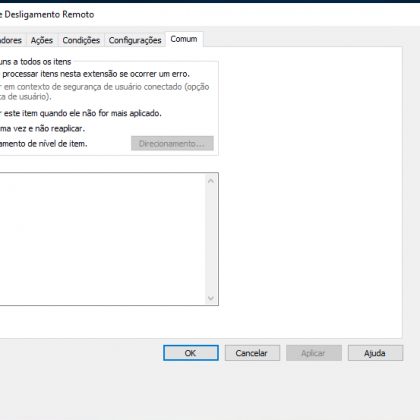 e Desligamento Remoto
dores Ações Condições Configurações Comum
uns a todos os itens
processar itens nesta extensão se ocorrer um erro.
r em contexto de segurança de usuário conectado (opção
ca de usuário).
r este item quando ele não for mais aplicado.
ma vez e não reaplicar.
amento de nível de item. Direcionamento...
OK Cancelar Aplicar Ajuda